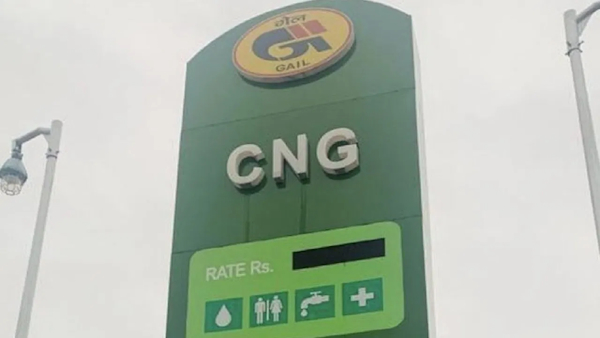 गेल
GAIL
CNG
RATE Rs.